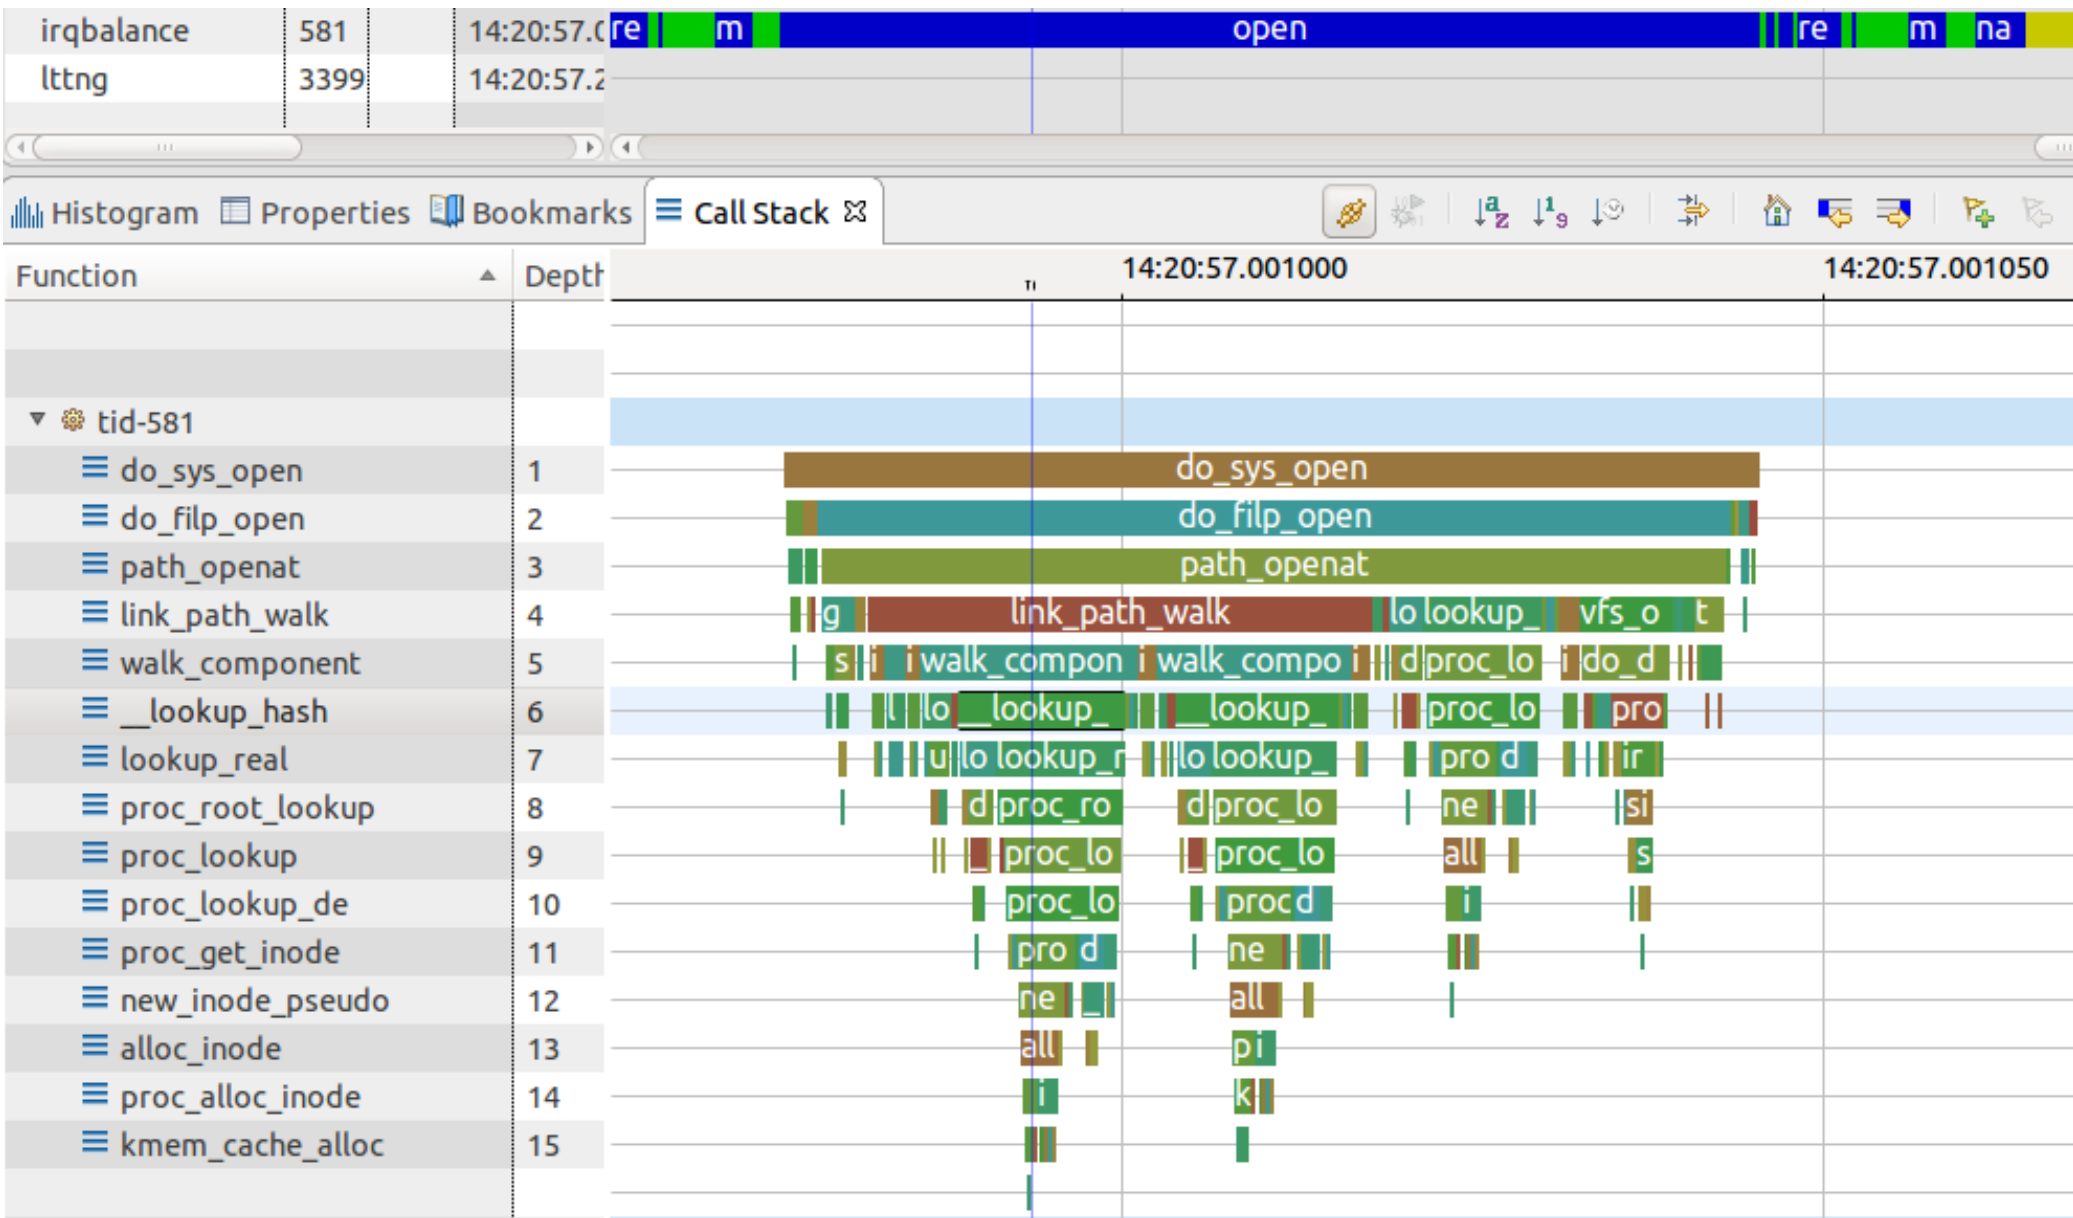 irqbalance 581 14:20:57.0 re m open re m na
lttng 3399 14:20:57.2
Histogram Properties Bookmarks Call Stack
Function Depth 14:20:57.001000 14:20:57.001050
tid-581
do_sys_open 1 do_sys_open
do_filp_open 2 do_filp_open
path_openat 3 path_openat
link_path_walk 4 g link_path_walk lo lookup_ vfs_o t
walk_component 5 s i i walk_compon i walk_compo i d proc_lo i do_d
__lookup_hash 6 l lo __lookup_ __lookup_ proc_lo pro
lookup_real 7 u lo lookup_r lo lookup_ pro d ir
proc_root_lookup 8 d proc_ro d proc_lo ne si
proc_lookup 9 _ proc_lo _ proc_lo all s
proc_lookup_de 10 proc_lo proc d i
proc_get_inode 11 pro d ne
new_inode_pseudo 12 ne _ all
alloc_inode 13 all p i
proc_alloc_inode 14 i k
kmem_cache_alloc 15